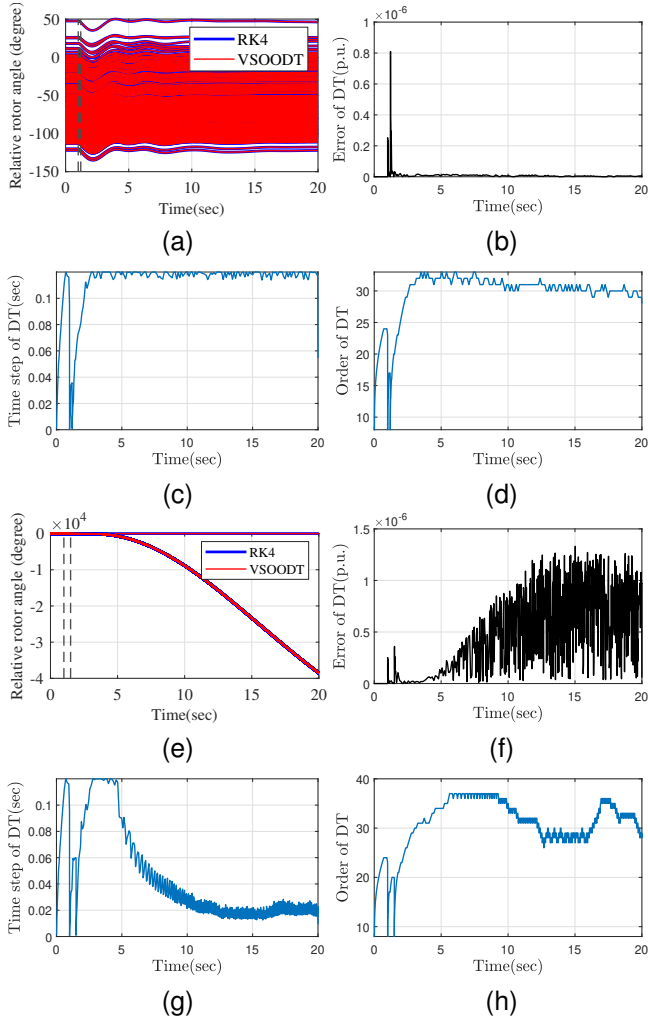 50
0
-50
-100
-150
Relative rotor angle (degree)
RK4
VSOODT
0 5 10 15 20
Time(sec)
(a)
×10⁻⁶
1
0.8
0.6
0.4
0.2
0
Error of DT(p.u.)
0 5 10 15 20
Time(sec)
(b)
0.1
0.08
0.06
0.04
0.02
0
Time step of DT(sec)
0 5 10 15 20
Time(sec)
(c)
30
25
20
15
10
Order of DT
0 5 10 15 20
Time(sec)
(d)
×10⁴
0
-1
-2
-3
-4
Relative rotor angle (degree)
RK4
VSOODT
0 5 10 15 20
Time(sec)
(e)
×10⁻⁶
1.5
1
0.5
0
Error of DT(p.u.)
0 5 10 15 20
Time(sec)
(f)
0.1
0.08
0.06
0.04
0.02
0
Time step of DT(sec)
0 5 10 15 20
Time(sec)
(g)
40
30
20
10
Order of DT
0 5 10 15 20
Time(sec)
(h)